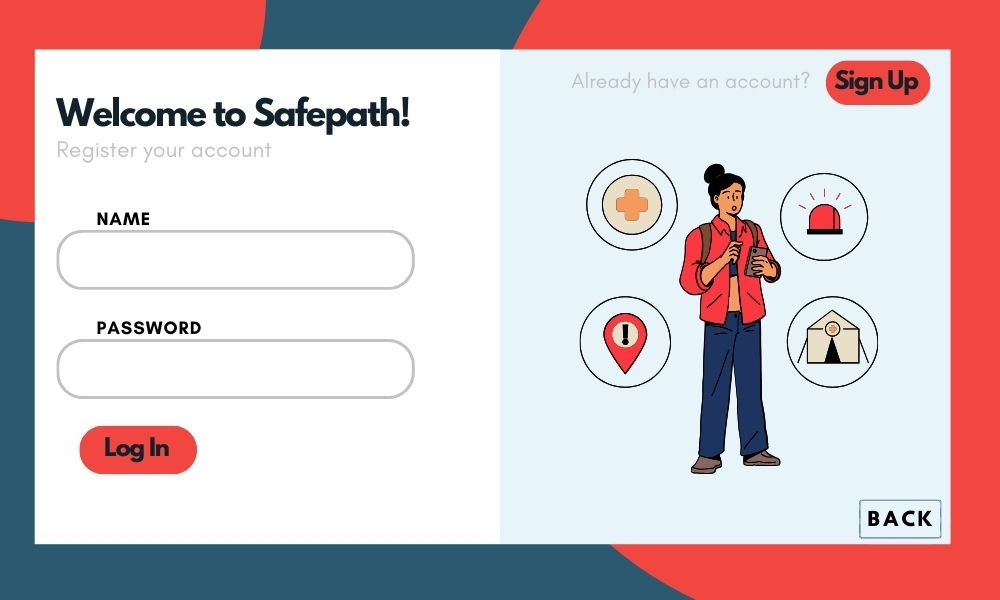 Welcome to Safepath!
Register your account
NAME
PASSWORD
Log In
Already have an account?
Sign Up
!
BACK